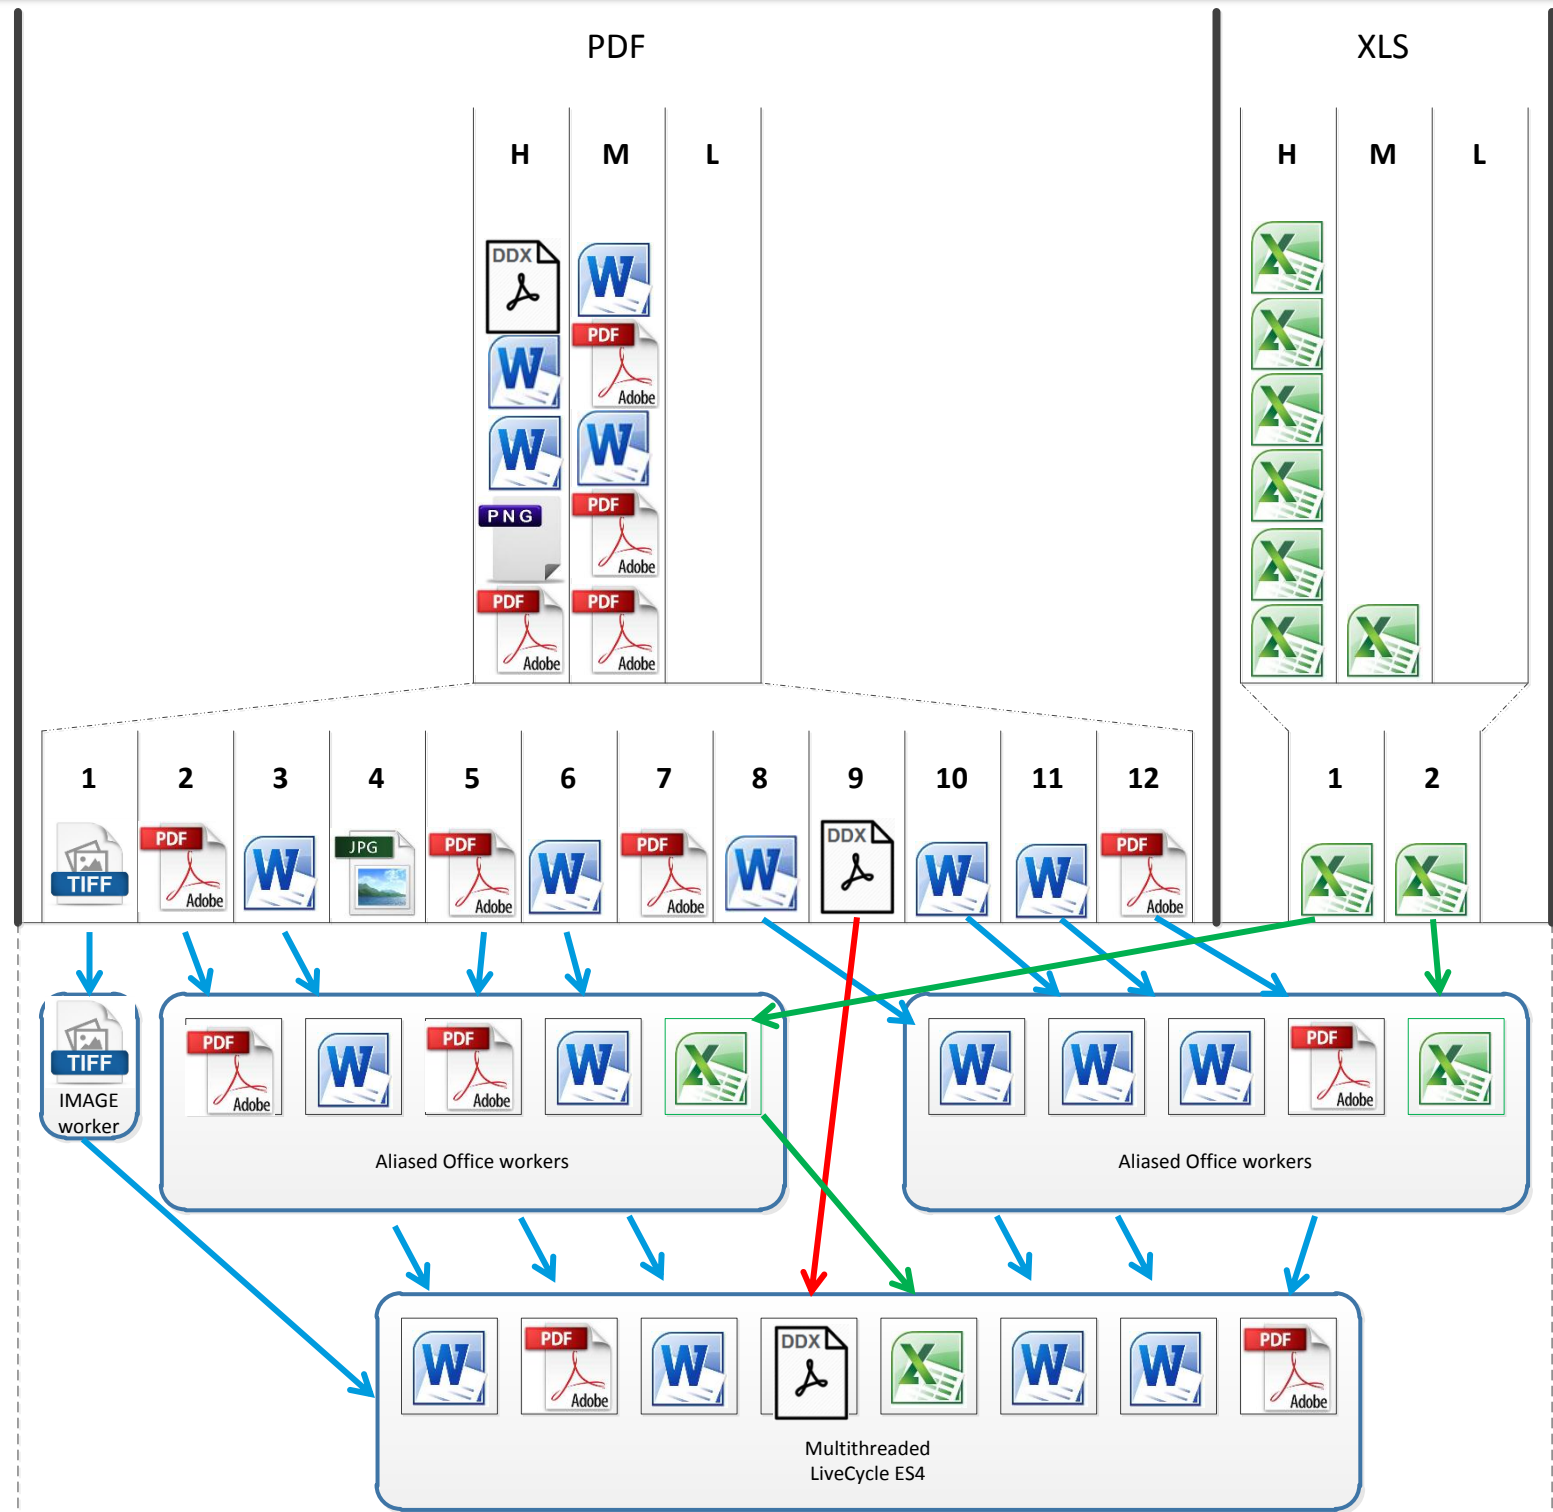 PDF XLS
H M L H M L
DDX
W W
X
X
PDF
Adobe
W
X
W W
X
PNG PDF
Adobe
X
PDF PDF
Adobe Adobe
X X
1 2 3 4 5 6 7 8 9 10 11 12 1 2
TIFF PDF Adobe W JPG PDF Adobe W PDF Adobe W DDX W W PDF Adobe X X
TIFF PDF Adobe W PDF Adobe W X W W W PDF Adobe X
IMAGE
worker
Aliased Office workers Aliased Office workers
W PDF Adobe W DDX X W W PDF Adobe
Multithreaded
LiveCycle ES4